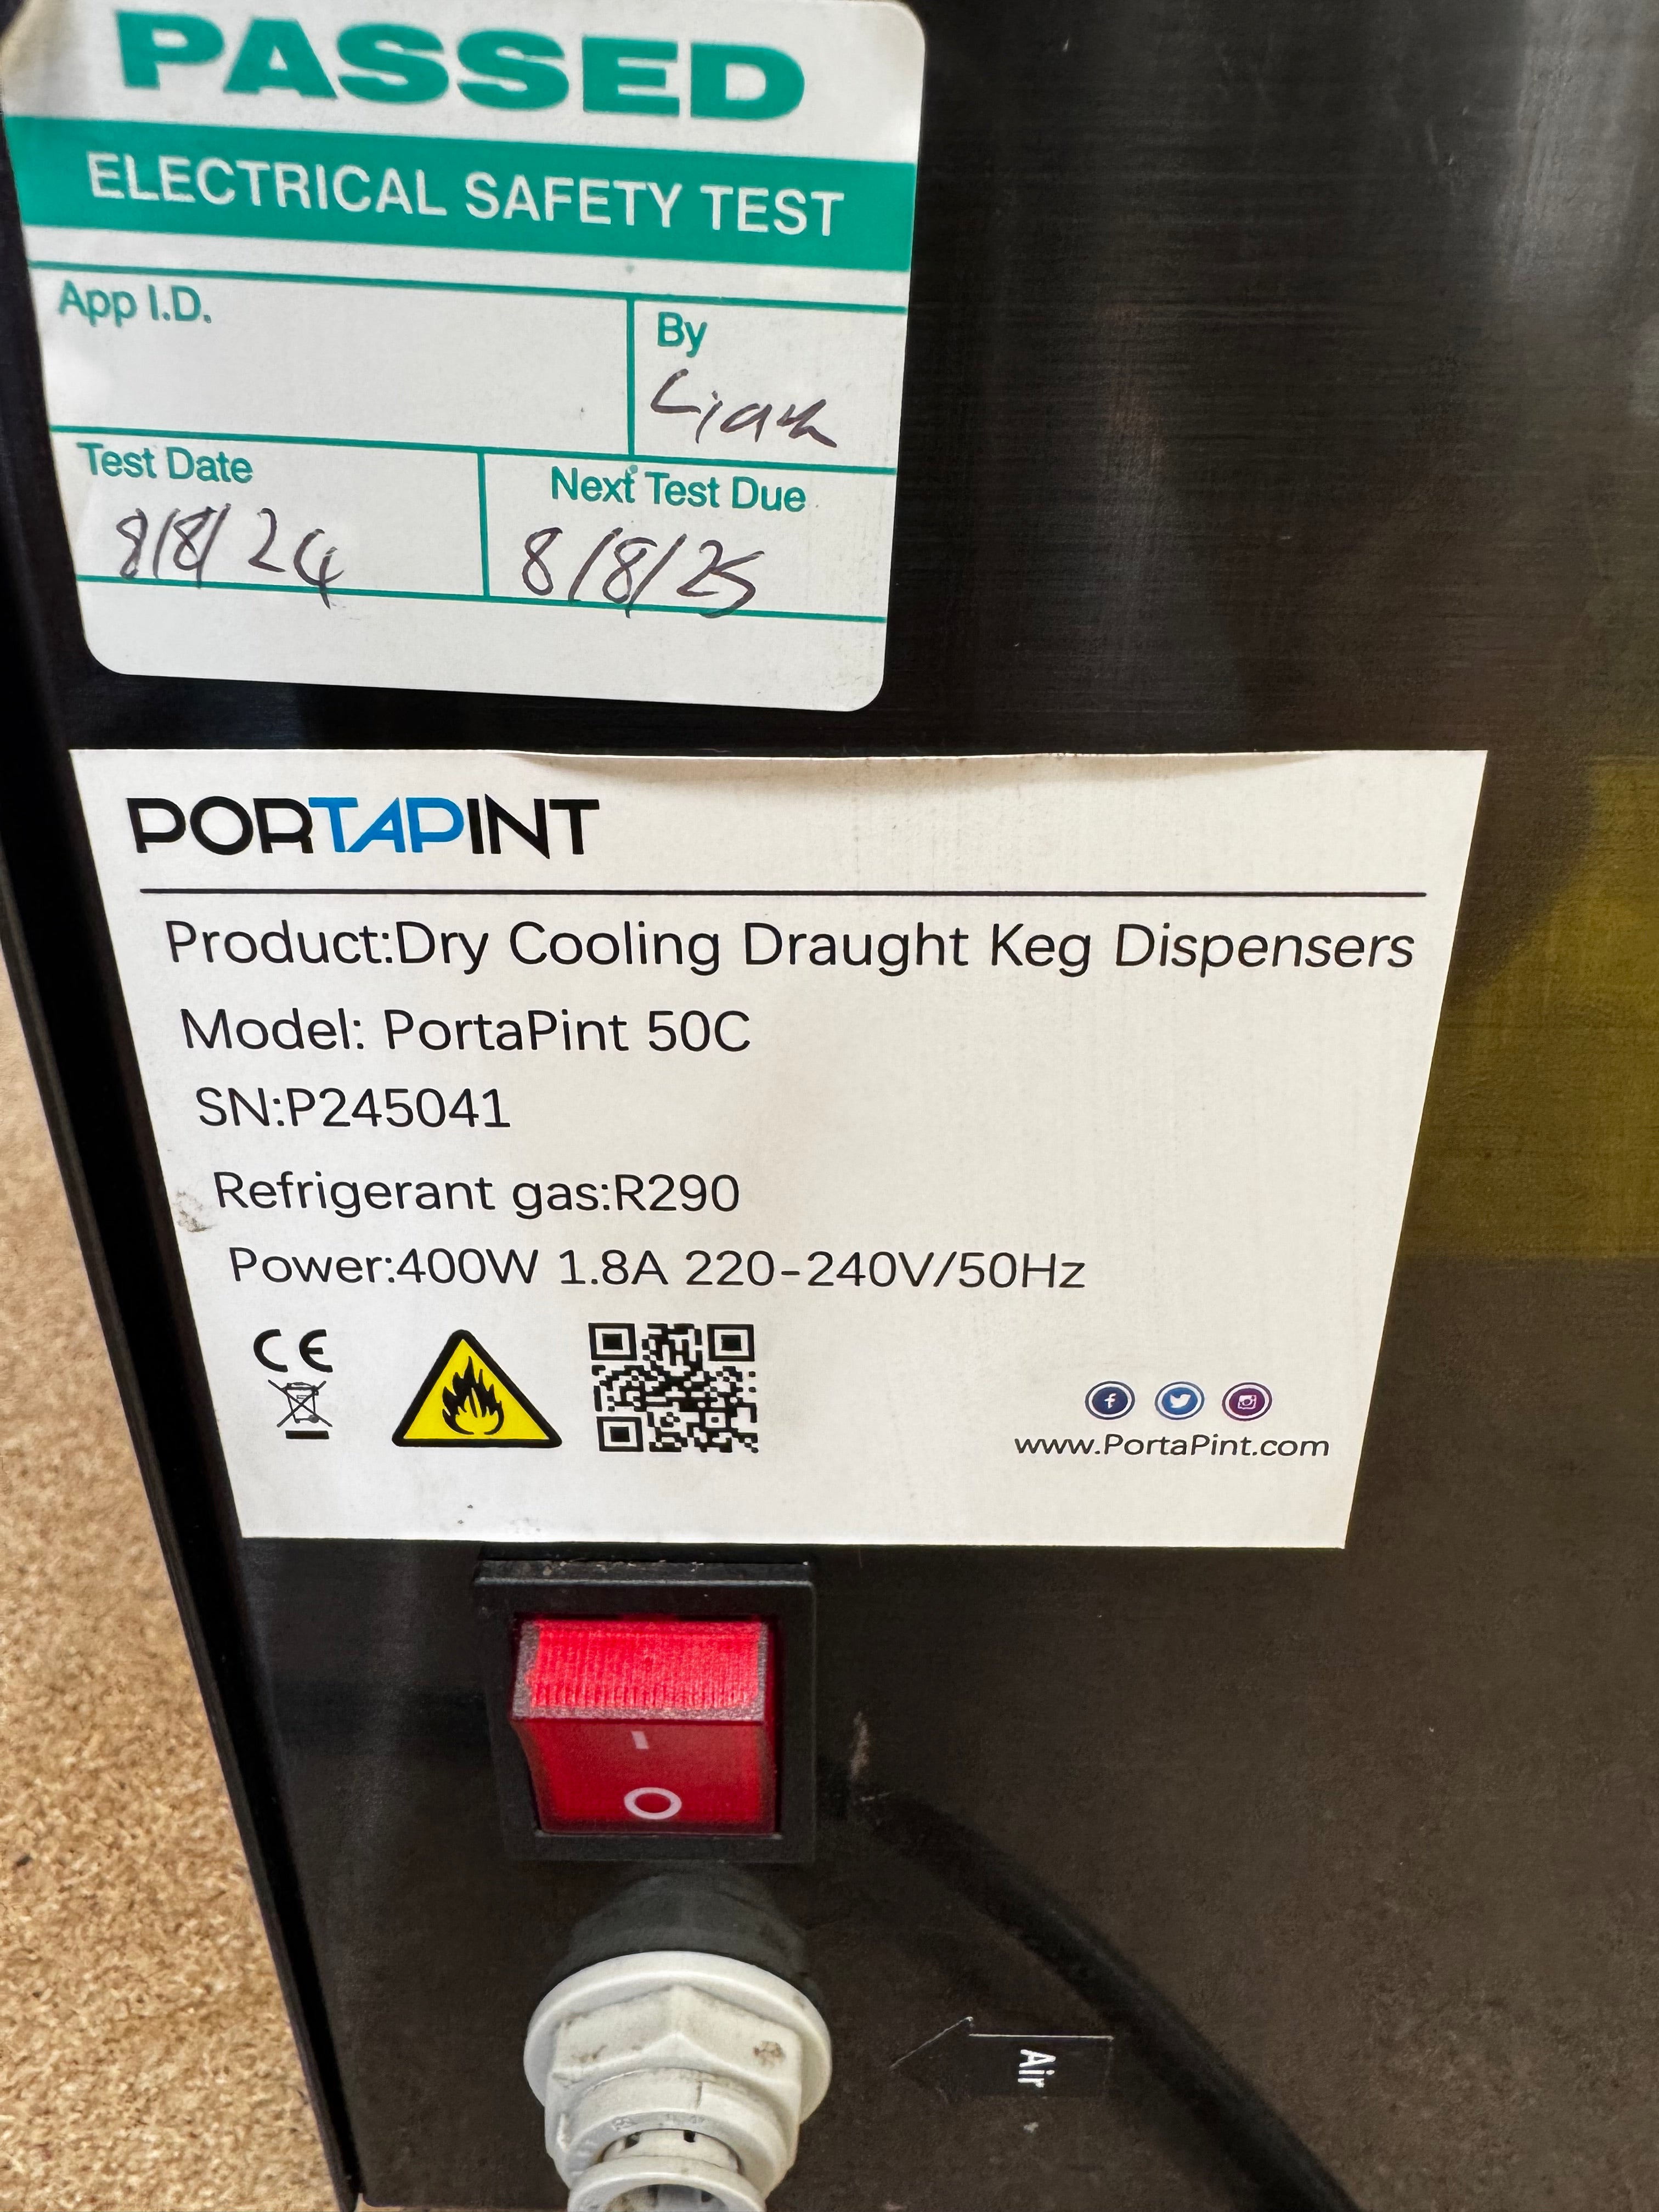 PASSED
ELECTRICAL SAFETY TEST
App I.D.
By
Liam
Test Date
Next Test Due
8/8/24
8/8/25
PORTAPINT
Product:Dry Cooling Draught Keg Dispensers
Model: PortaPint 50C
SN:P245041
Refrigerant gas:R290
Power:400W 1.8A 220-240V/50Hz
CE
www.PortaPint.com
Air